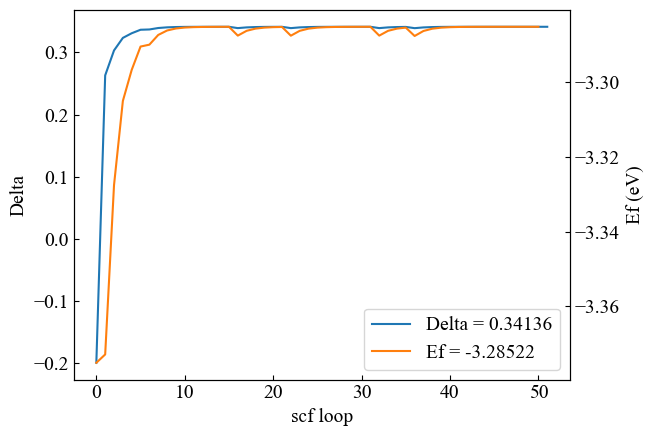 0.3
0.2
0.1
0.0
−0.1
−0.2
Delta
−3.30
−3.32
−3.34
−3.36
Ef (eV)
Delta = 0.34136
Ef = -3.28522
0 10 20 30 40 50
scf loop